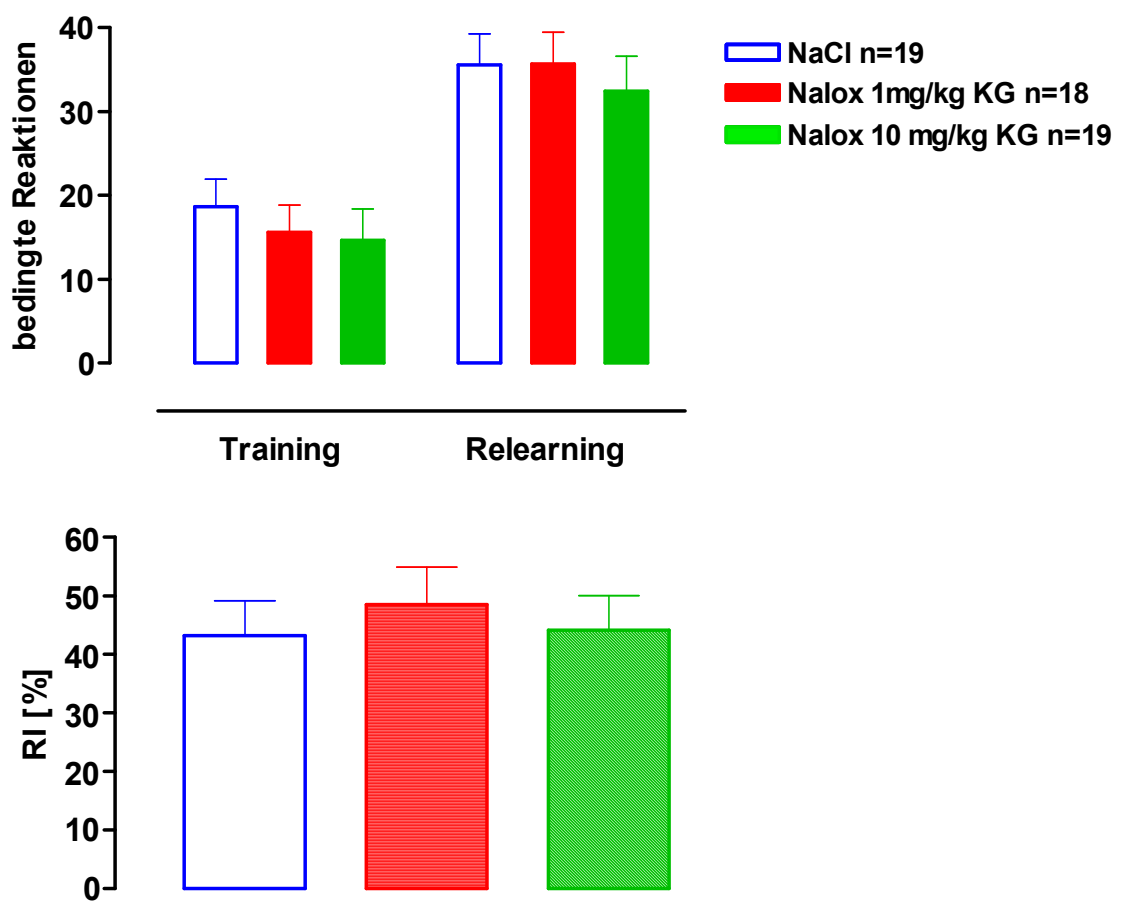 40
30
20
10
0
bedingte Reaktionen
NaCl n=19
Nalox 1mg/kg KG n=18
Nalox 10 mg/kg KG n=19
Training Relearning
60
50
40
30
20
10
0
RI [%]